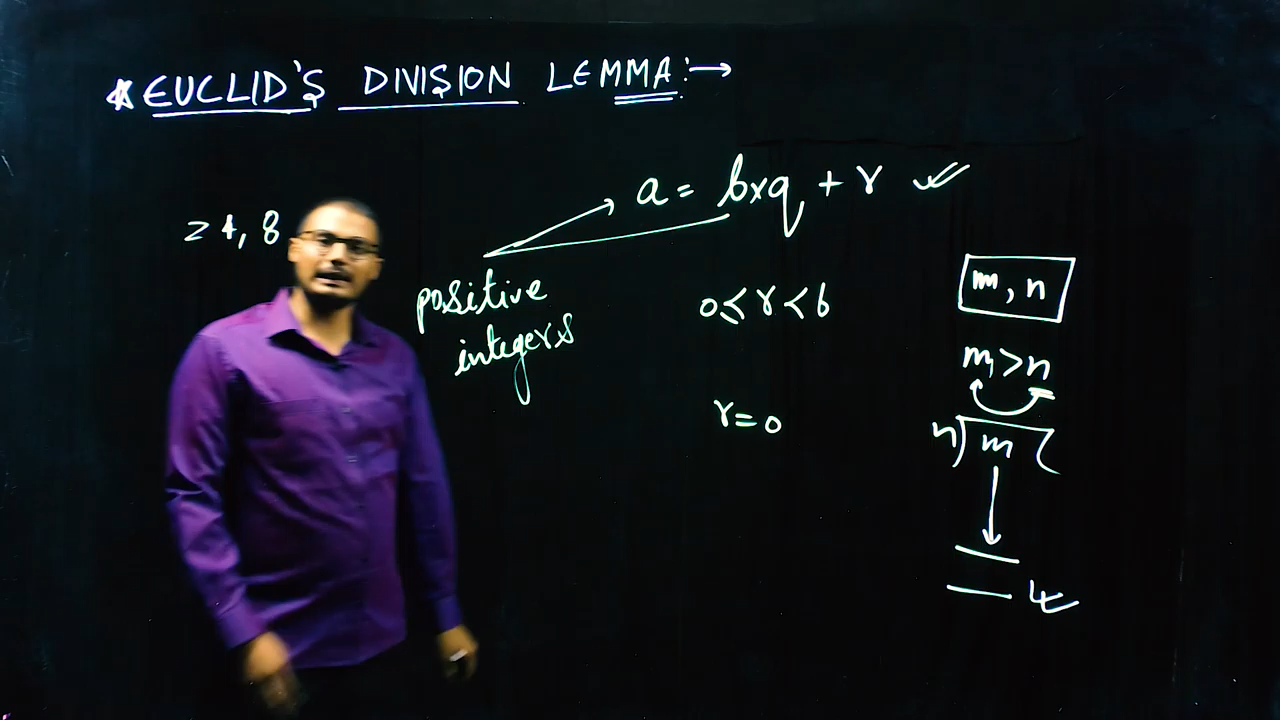 * EUCLID'S DIVISION LEMMA:→
a = b×q + r
24, 8
positive
integers
0 ≤ r < b
r = 0
m, n
m > n
n) m (